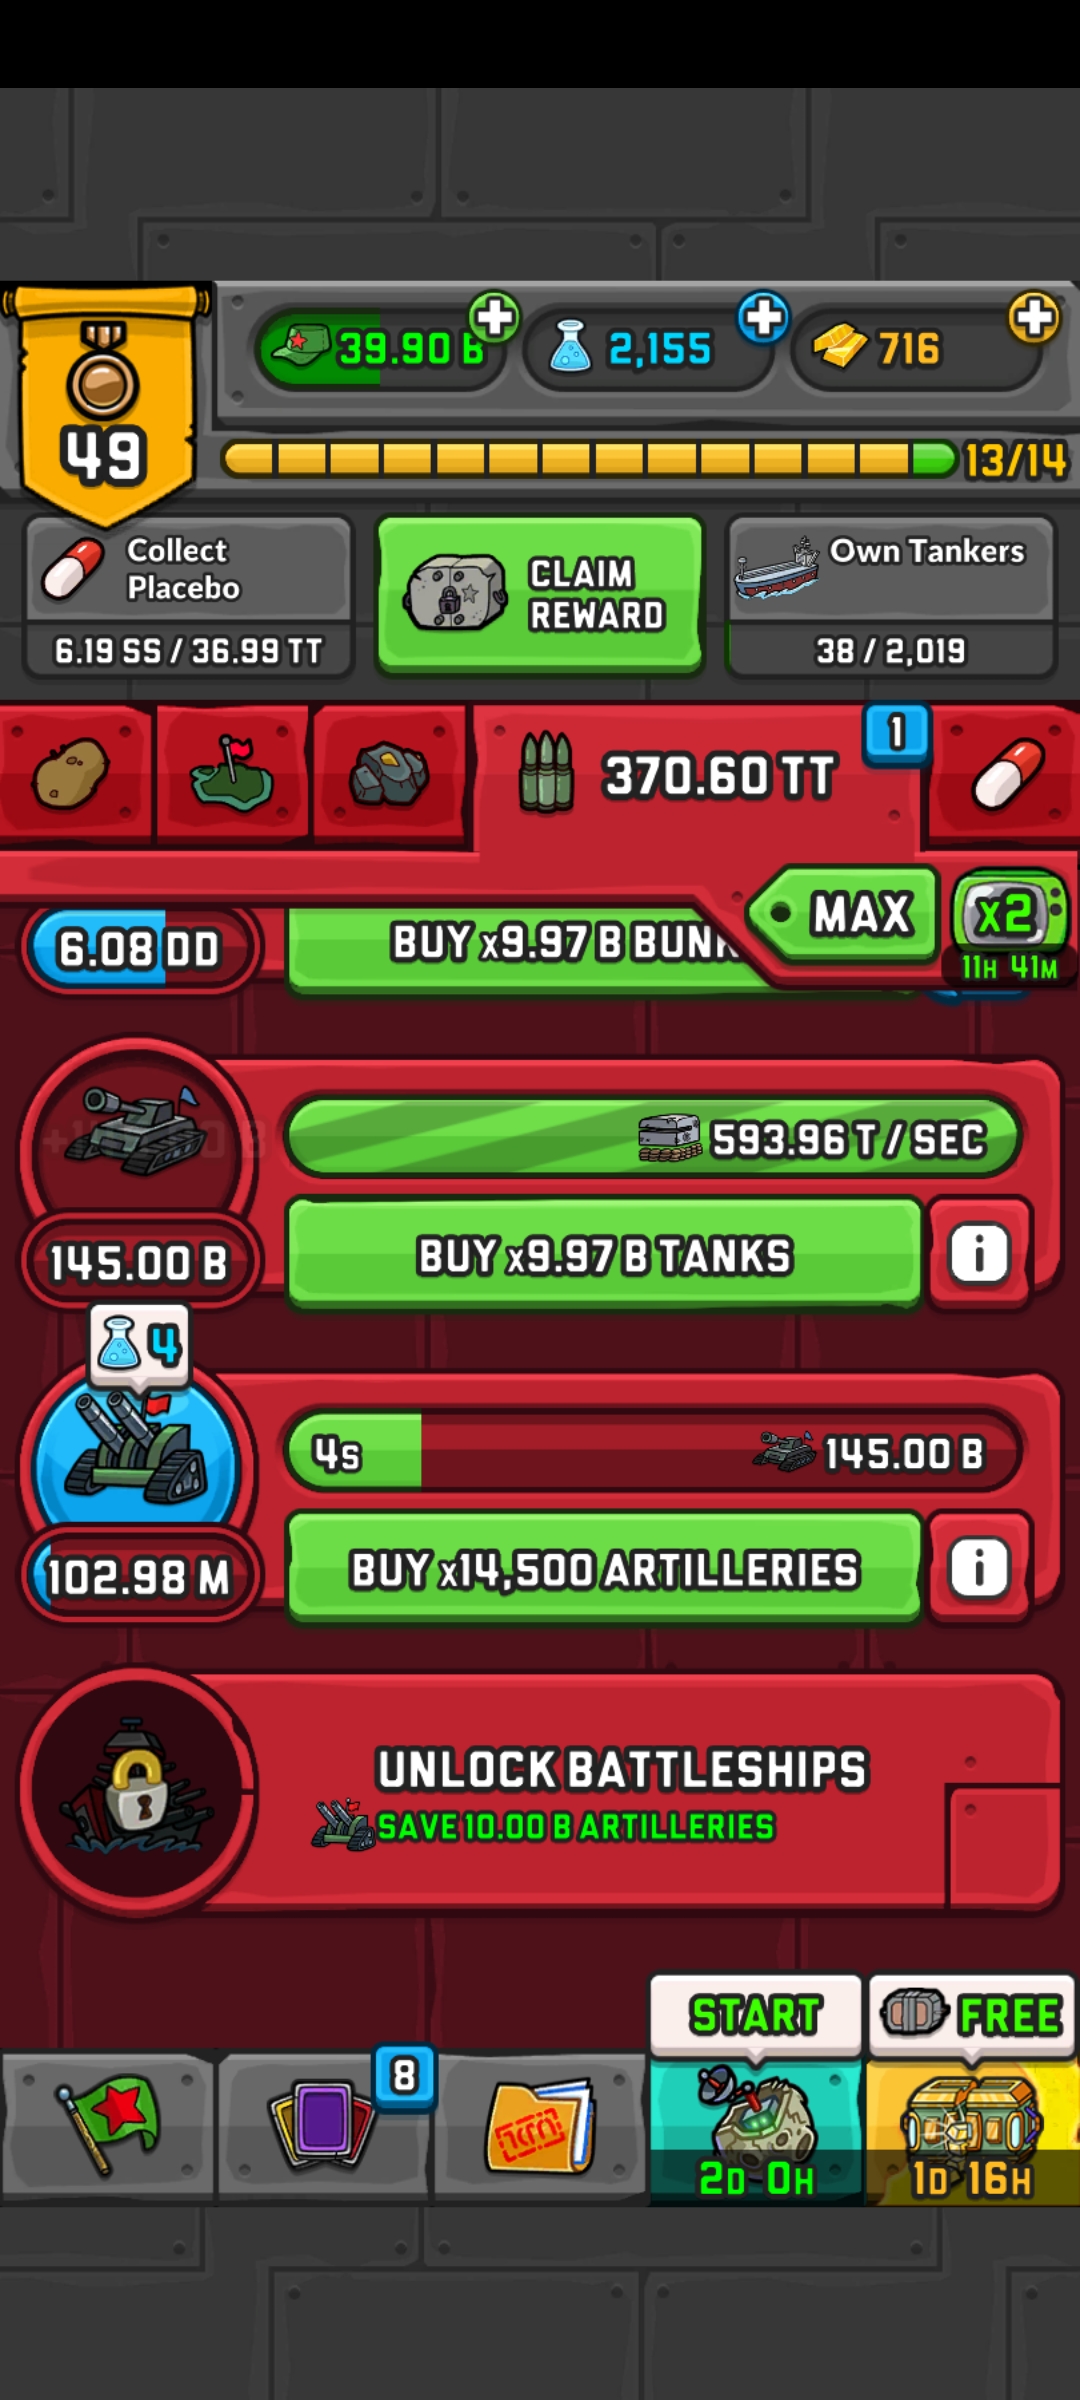 39.90 B
2,155
716
49
13/14
Collect
Placebo
6.19 SS / 36.99 TT
CLAIM
REWARD
Own Tankers
38 / 2,019
370.60 TT
1
MAX
x2
11H 41M
6.08 DD
BUY x9.97 B BUNK
593.96 T / SEC
145.00 B
BUY x9.97 B TANKS
i
4
4s
145.00 B
102.98 M
BUY x14,500 ARTILLERIES
i
UNLOCK BATTLESHIPS
SAVE 10.00 B ARTILLERIES
START
FREE
8
2D 0H
1D 16H